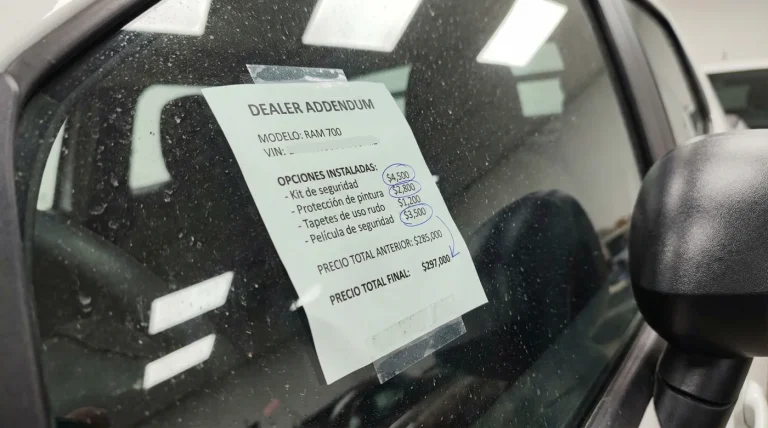 DEALER ADDENDUM
MODELO: RAM 700
VIN:
OPCIONES INSTALADAS:
- Kit de seguridad $4,500
- Protección de pintura $2,800
- Tapetes de uso rudo $1,200
- Película de seguridad $3,500
PRECIO TOTAL ANTERIOR: $285,000
PRECIO TOTAL FINAL: $297,000